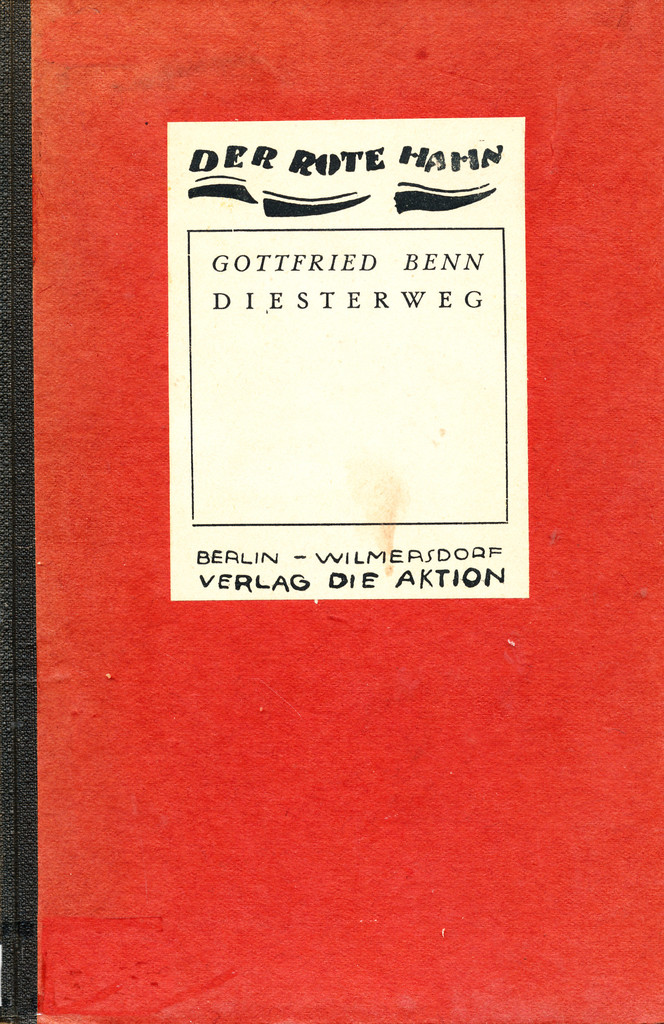 DER ROTE HAHN
GOTTFRIED BENN
DIESTERWEG
BERLIN - WILMERSDORF
VERLAG DIE AKTION